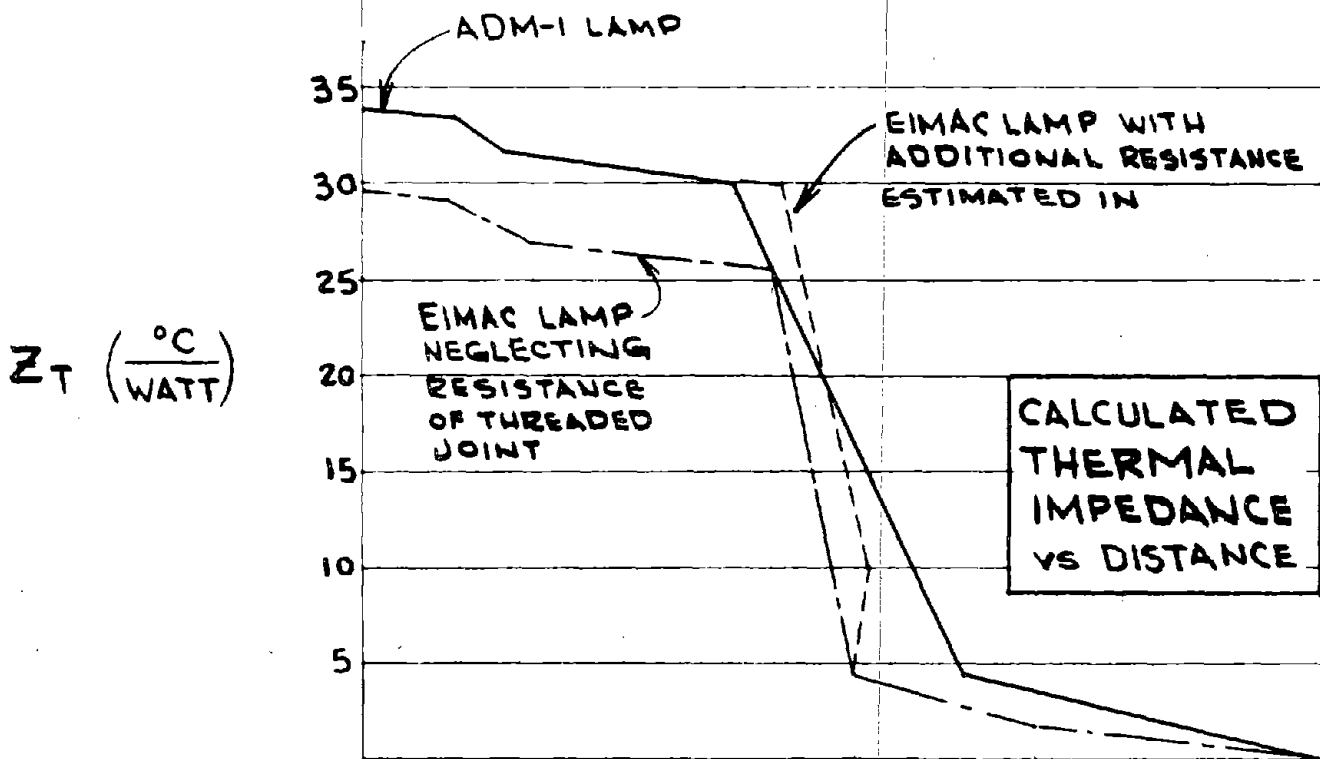 ADM-1 LAMP
35
EIMAC LAMP WITH
ADDITIONAL RESISTANCE
ESTIMATED IN
30
25
EIMAC LAMP
NEGLECTING
RESISTANCE
OF THREADED
JOINT
Z_T (°C/WATT)
20
CALCULATED
THERMAL
IMPEDANCE
VS DISTANCE
15
10
5